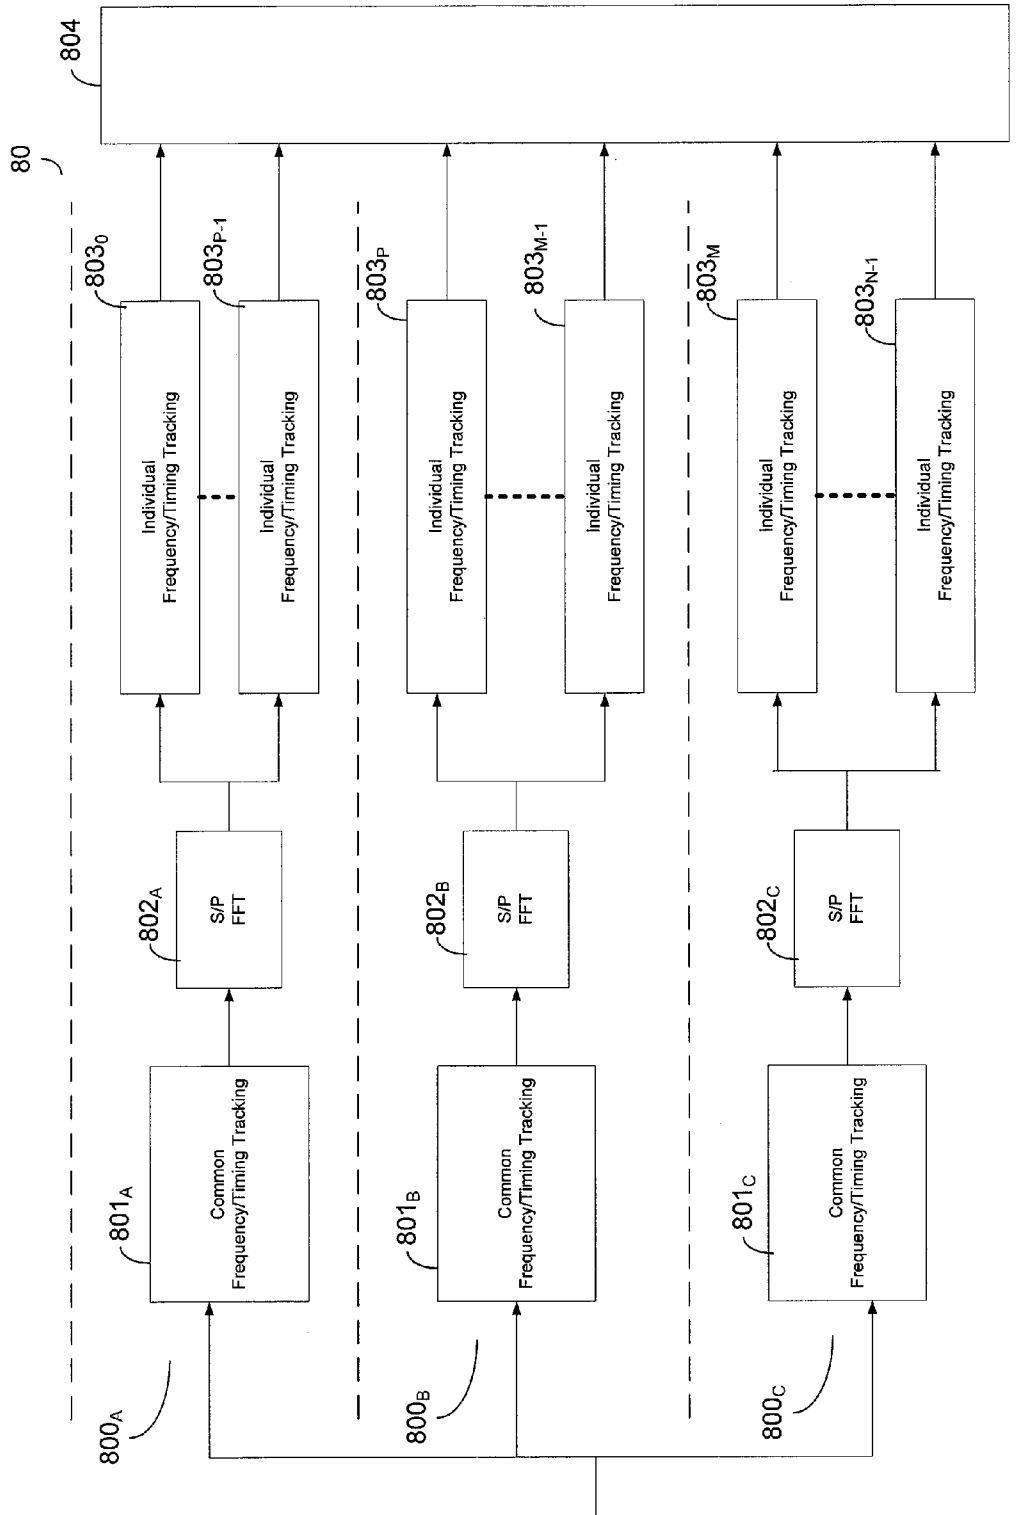 80
804
800A
801A
Common
Frequency/Timing Tracking
802A
S/P
FFT
8030
Individual
Frequency/Timing Tracking
803P-1
Individual
Frequency/Timing Tracking
800B
801B
Common
Frequency/Timing Tracking
802B
S/P
FFT
803P
Individual
Frequency/Timing Tracking
803M-1
Individual
Frequency/Timing Tracking
800C
801C
Common
Frequency/Timing Tracking
802C
S/P
FFT
803M
Individual
Frequency/Timing Tracking
803N-1
Individual
Frequency/Timing Tracking